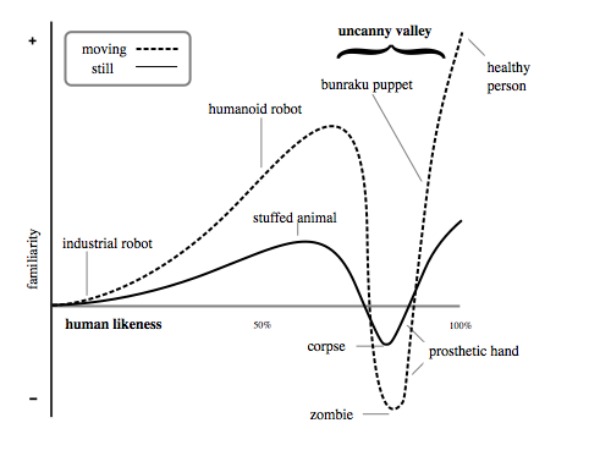 uncanny valley
+
moving
still
healthy
person
bunraku puppet
humanoid robot
stuffed animal
familiarity
industrial robot
human likeness
50%
100%
corpse
prosthetic hand
–
zombie